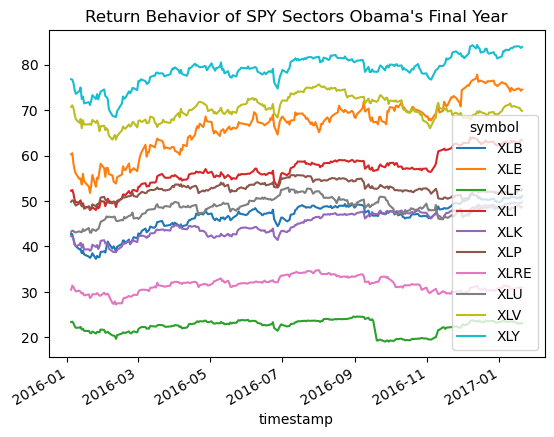 Return Behavior of SPY Sectors Obama's Final Year
80
70
60
50
40
30
20
symbol
XLB
XLE
XLF
XLI
XLK
XLP
XLRE
XLU
XLV
XLY
2016-01
2016-03
2016-05
2016-07
2016-09
2016-11
2017-01
timestamp